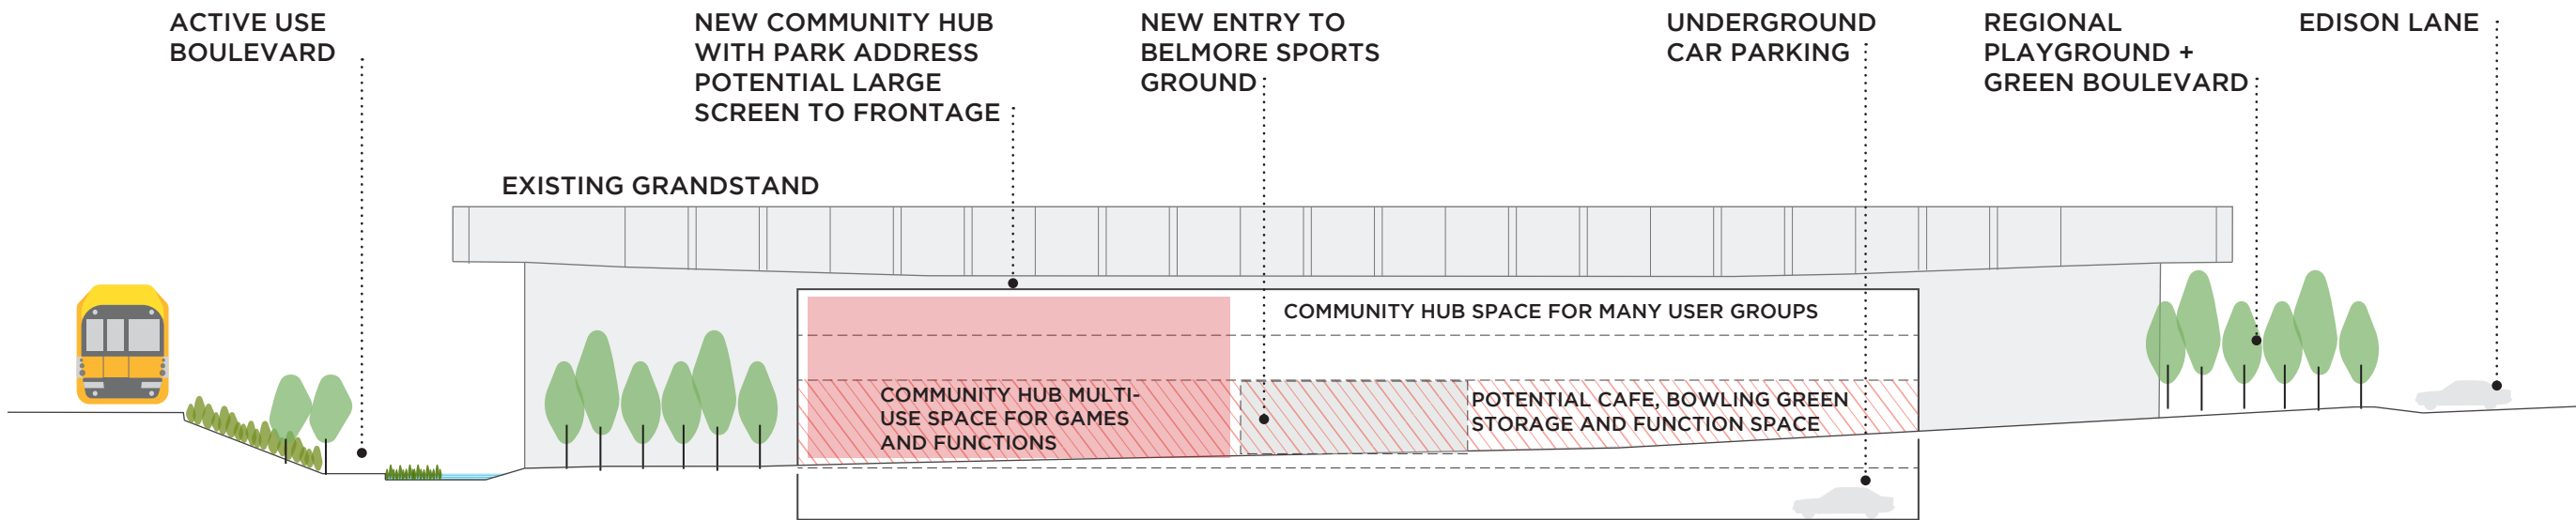 ACTIVE USE
BOULEVARD
NEW COMMUNITY HUB
WITH PARK ADDRESS
POTENTIAL LARGE
SCREEN TO FRONTAGE
NEW ENTRY TO
BELMORE SPORTS
GROUND
UNDERGROUND
CAR PARKING
REGIONAL
PLAYGROUND +
GREEN BOULEVARD
EDISON LANE
EXISTING GRANDSTAND
COMMUNITY HUB SPACE FOR MANY USER GROUPS
COMMUNITY HUB MULTI-
USE SPACE FOR GAMES
AND FUNCTIONS
POTENTIAL CAFE, BOWLING GREEN
STORAGE AND FUNCTION SPACE